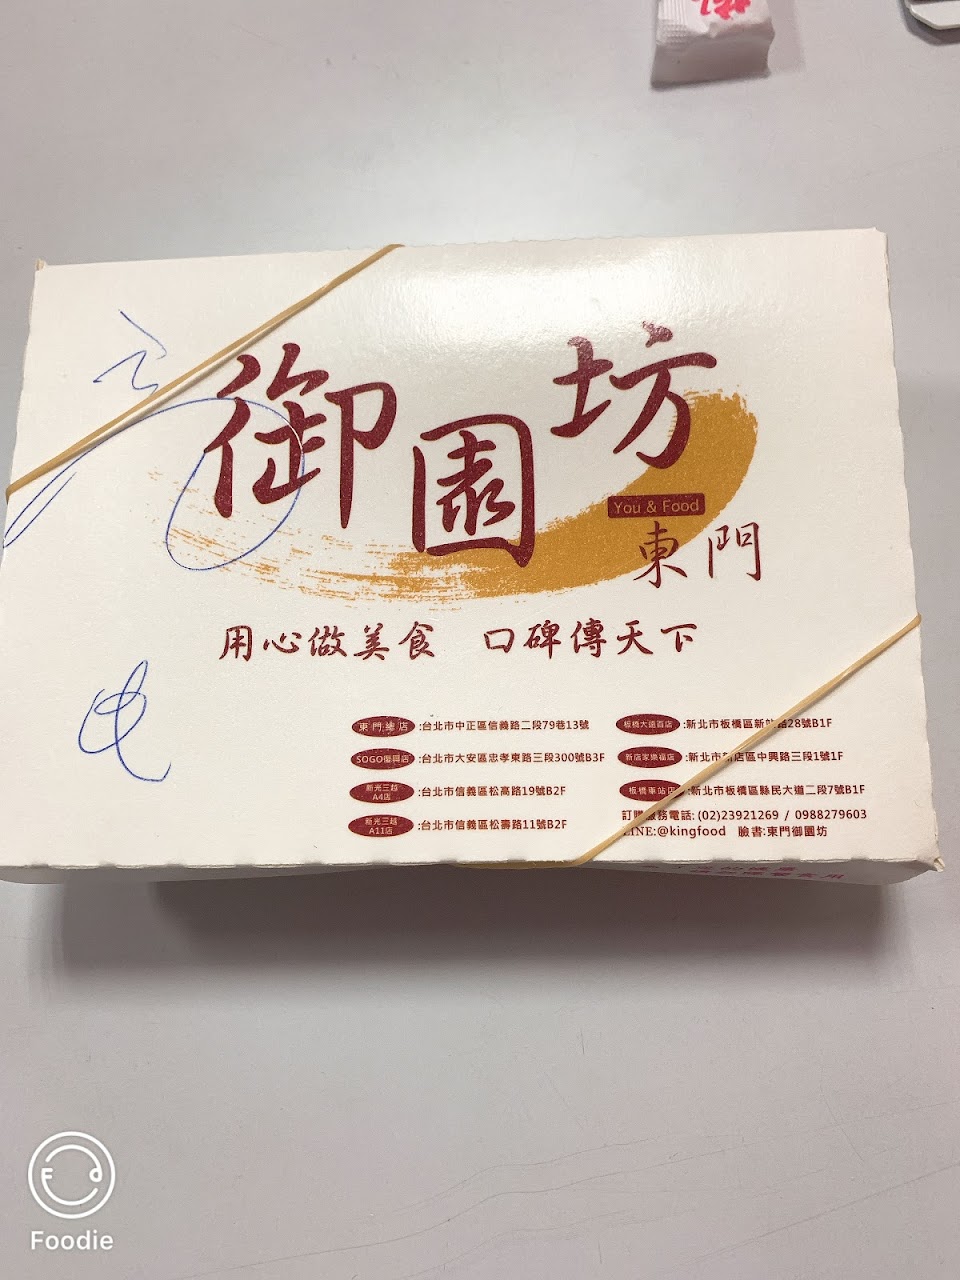 御園坊
You & Food
東門
用心做美食 口碑傳天下
東門總店:台北市中正區信義路二段79巷13號
SOGO復興店:台北市大安區忠孝東路三段300號B3F
新光三越A4店:台北市信義區松高路19號B2F
新光三越A11店:台北市信義區松壽路11號B2F
板橋大遠百店:新北市板橋區新站路28號B1F
新店家樂福店:新北市新店區中興路三段1號1F
板橋車站店:新北市板橋區縣民大道二段7號B1F
訂購服務電話:(02)23921269 / 0988279603
LINE:@kingfood 臉書:東門御園坊
Foodie